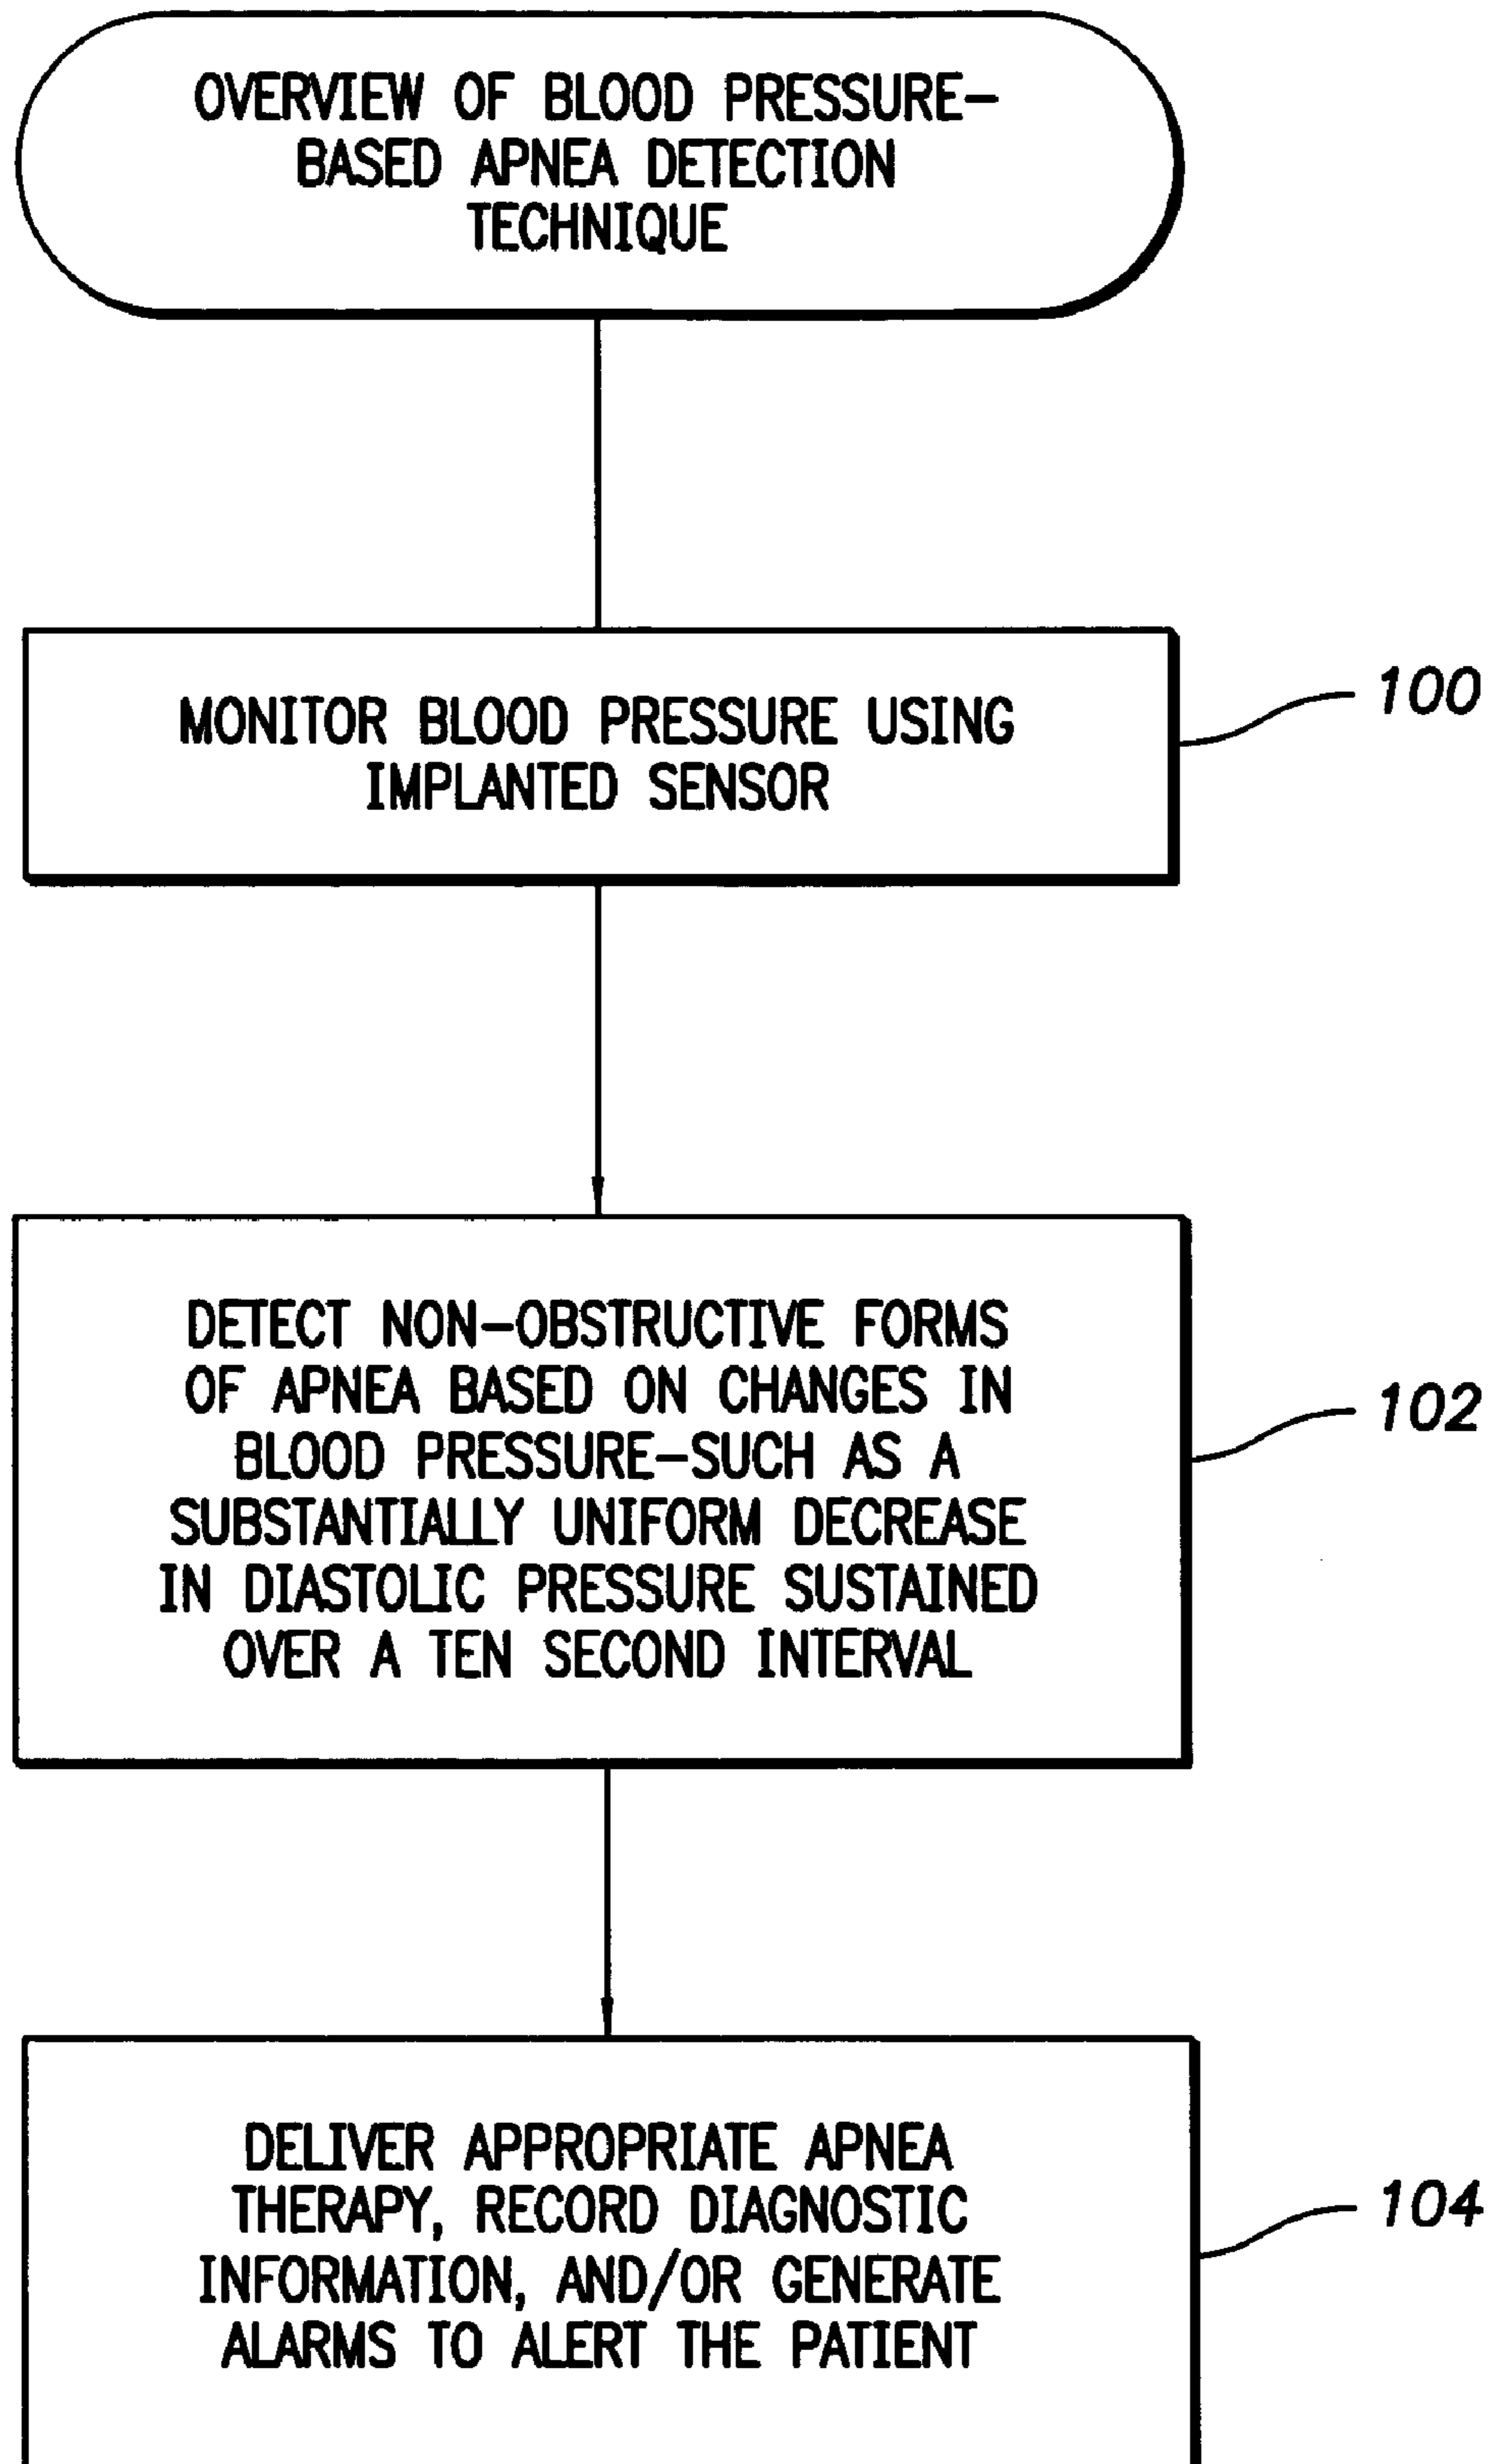 OVERVIEW OF BLOOD PRESSURE-
BASED APNEA DETECTION
TECHNIQUE
MONITOR BLOOD PRESSURE USING
IMPLANTED SENSOR
100
DETECT NON-OBSTRUCTIVE FORMS
OF APNEA BASED ON CHANGES IN
BLOOD PRESSURE-SUCH AS A
SUBSTANTIALLY UNIFORM DECREASE
IN DIASTOLIC PRESSURE SUSTAINED
OVER A TEN SECOND INTERVAL
102
DELIVER APPROPRIATE APNEA
THERAPY, RECORD DIAGNOSTIC
INFORMATION, AND/OR GENERATE
ALARMS TO ALERT THE PATIENT
104